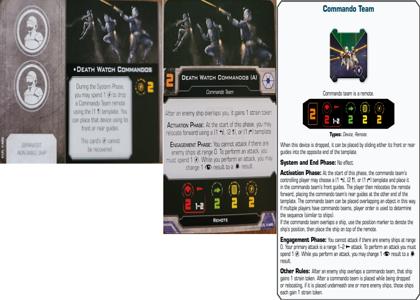 •DEATH WATCH COMMANDOS
During the System Phase,
you may spend 1 to drop
a Commando Team remote
using the (1) template. You
can place that device using its
front or rear guides.
This card's
cannot
be recovered.
SEPARATIST
2
DEATH WATCH COMMANDOS (A)
Commando Team
2
After an enemy ship overlaps you, it gains 1 strain token.
ACTIVATION PHASE: At the start of this phase, you may
relocate forward using a (1), (2), or (1) template.
ENGAGEMENT PHASE: You cannot attack if there are
enemy ships at range 0. To perform an attack, you
must spend 1. While you perform an attack, you may
change 1 result to a result.
2 1-2 2 2 2
REMOTE
Commando Team
Commando team is a remote.
Types: Device, Remote.
When this device is dropped, it can be placed by sliding either its front or rear
guides into the opposite end of the template.
System and End Phase: No effect.
Activation Phase: At the start of this phase, the commando team's
controlling player may choose a (1), (2), or (1) template and place it
in the commando team's front guides. The player then relocates the remote
forward, placing the commando team's rear guides at the other end of the
template. The commando team can be placed overlapping an object in this way.
If multiple players have commando teams, player order is used to determine
the sequence (similar to ships).
If the commando team overlaps a ship, use the position marker to denote the
ship's position, then place the ship on top of the remote.
Engagement Phase: You cannot attack if there are enemy ships at range
0. Your primary attack is a range 1–2 attack. To perform an attack you must
spend 1. While you perform an attack, you may change 1 result to a
result.
Other Rules: After an enemy ship overlaps a commando team, that ship
gains 1 strain token. After a commando team is placed while being dropped
or relocating, if it is placed underneath one or more enemy ships, those ships
each gain 1 strain token.